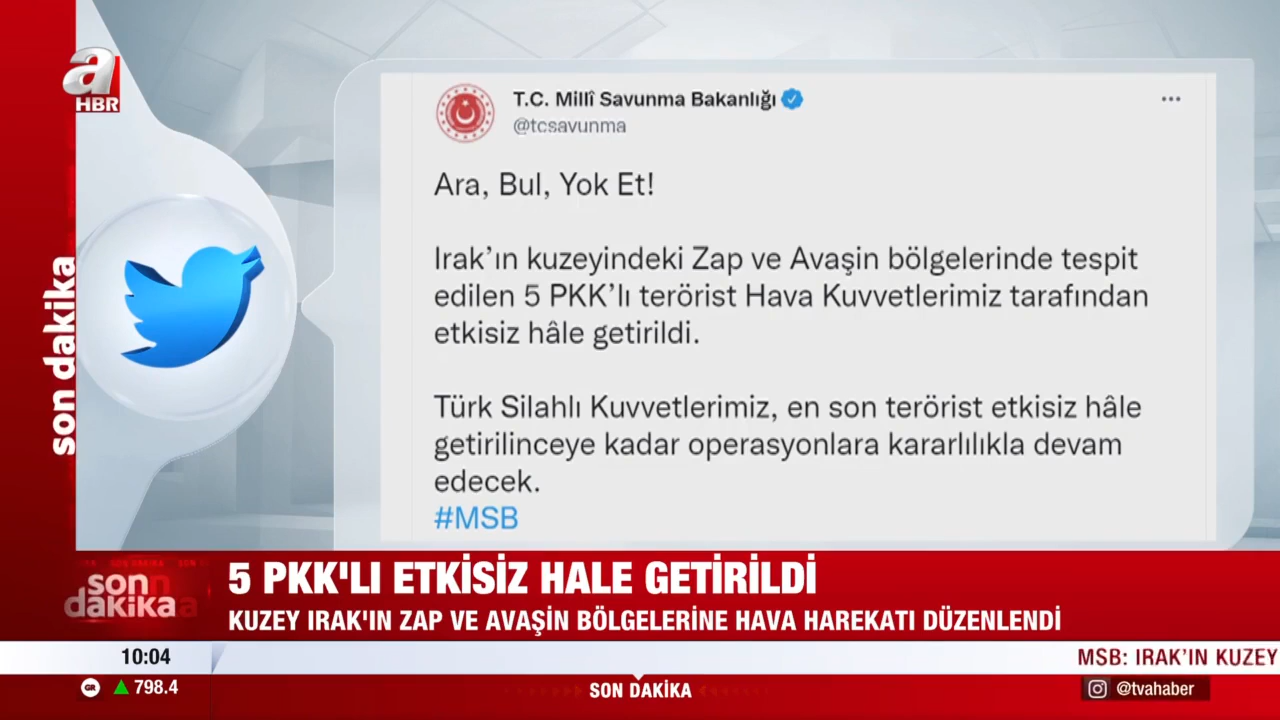 a
HBR
son dakika
T.C. Millî Savunma Bakanlığı
@tcsavunma
Ara, Bul, Yok Et!
Irak'ın kuzeyindeki Zap ve Avaşin bölgelerinde tespit
edilen 5 PKK'lı terörist Hava Kuvvetlerimiz tarafından
etkisiz hâle getirildi.
Türk Silahlı Kuvvetlerimiz, en son terörist etkisiz hâle
getirilinceye kadar operasyonlara kararlılıkla devam
edecek.
#MSB
son
dakika
5 PKK'LI ETKİSİZ HALE GETİRİLDİ
KUZEY IRAK'IN ZAP VE AVAŞİN BÖLGELERİNE HAVA HAREKATI DÜZENLENDİ
10:04
MSB: IRAK'IN KUZEY
GR 798.4
SON DAKİKA
@tvahaber